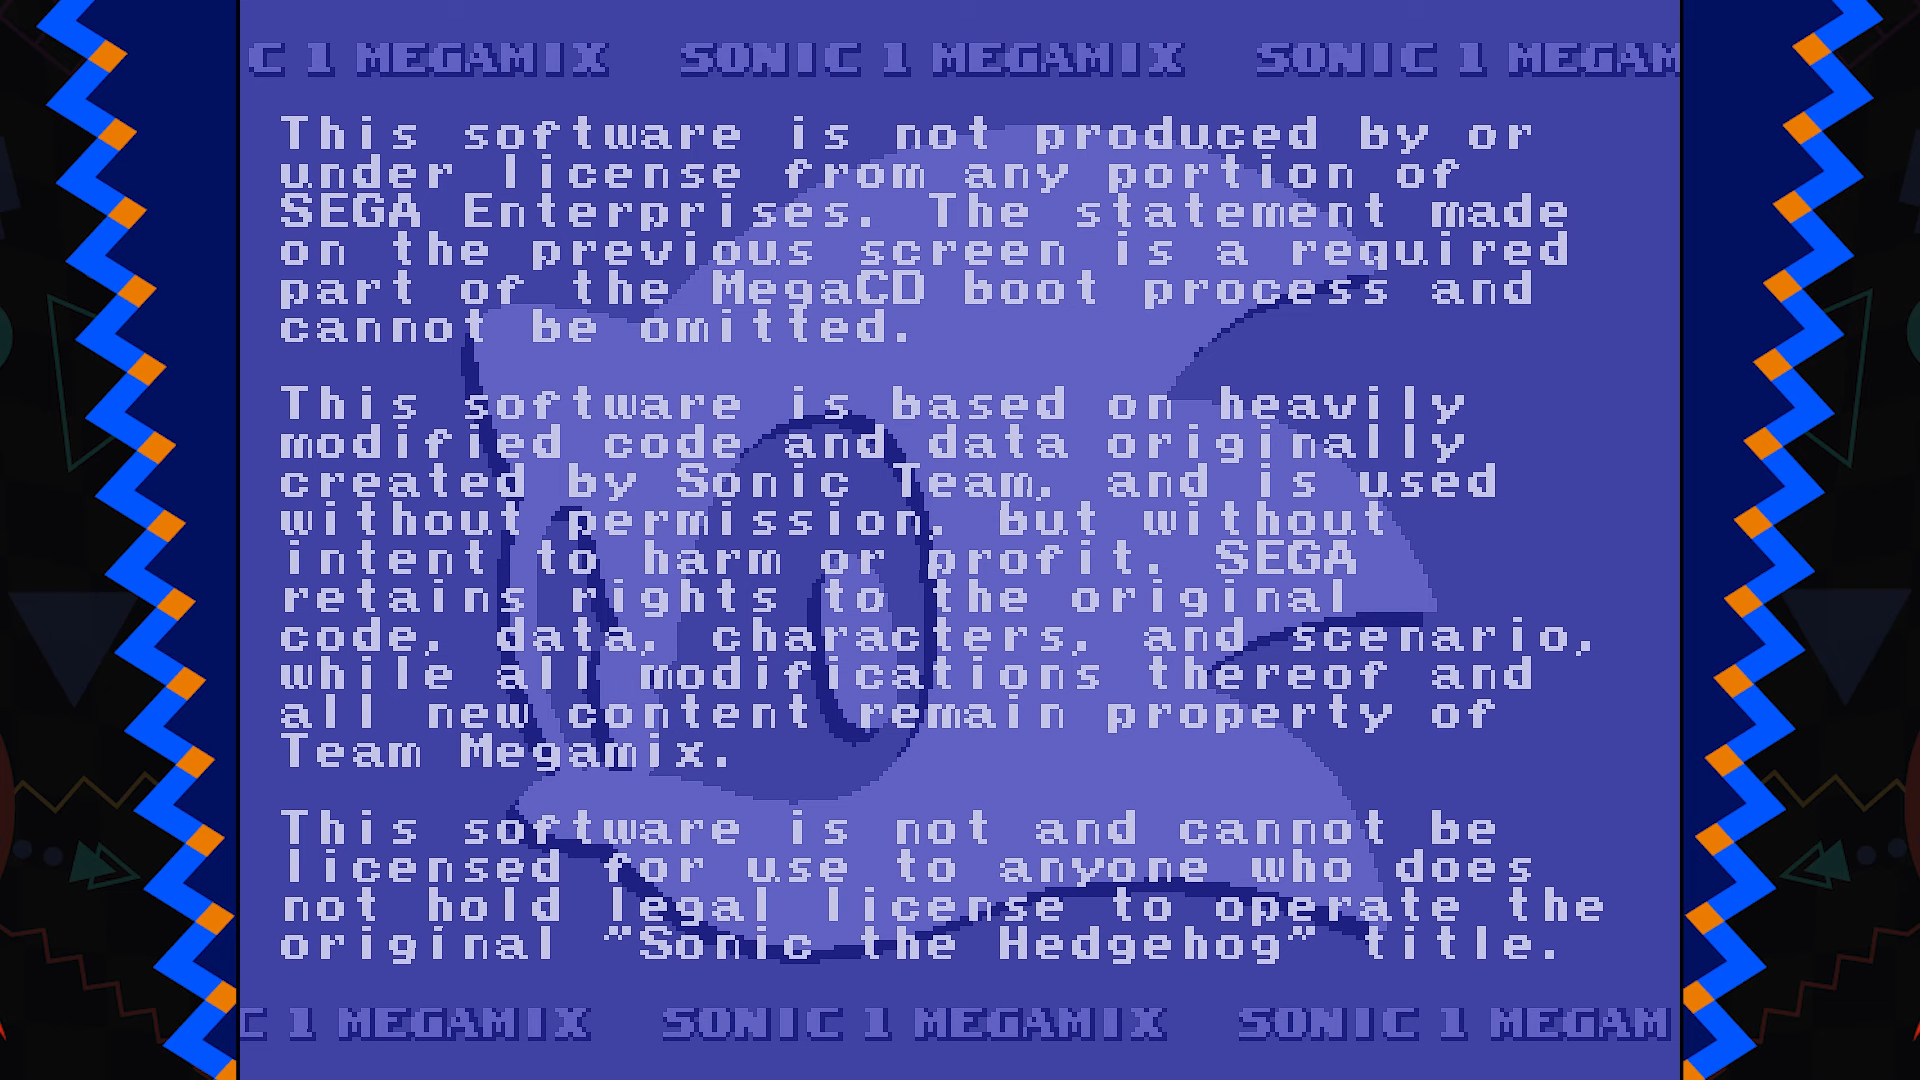 C 1 MEGAMIX SONIC 1 MEGAMIX SONIC 1 MEGAM
This software is not produced by or
under license from any portion of
SEGA Enterprises. The statement made
on the previous screen is a required
part of the MegaCD boot process and
cannot be omitted.
This software is based on heavily
modified code and data originally
created by Sonic Team, and is used
without permission, but without
intent to harm or profit. SEGA
retains rights to the original
code, data, characters, and scenario,
while all modifications thereof and
all new content remain property of
Team Megamix.
This software is not and cannot be
licensed for use to anyone who does
not hold legal license to operate the
original "Sonic the Hedgehog" title.
C 1 MEGAMIX SONIC 1 MEGAMIX SONIC 1 MEGAM